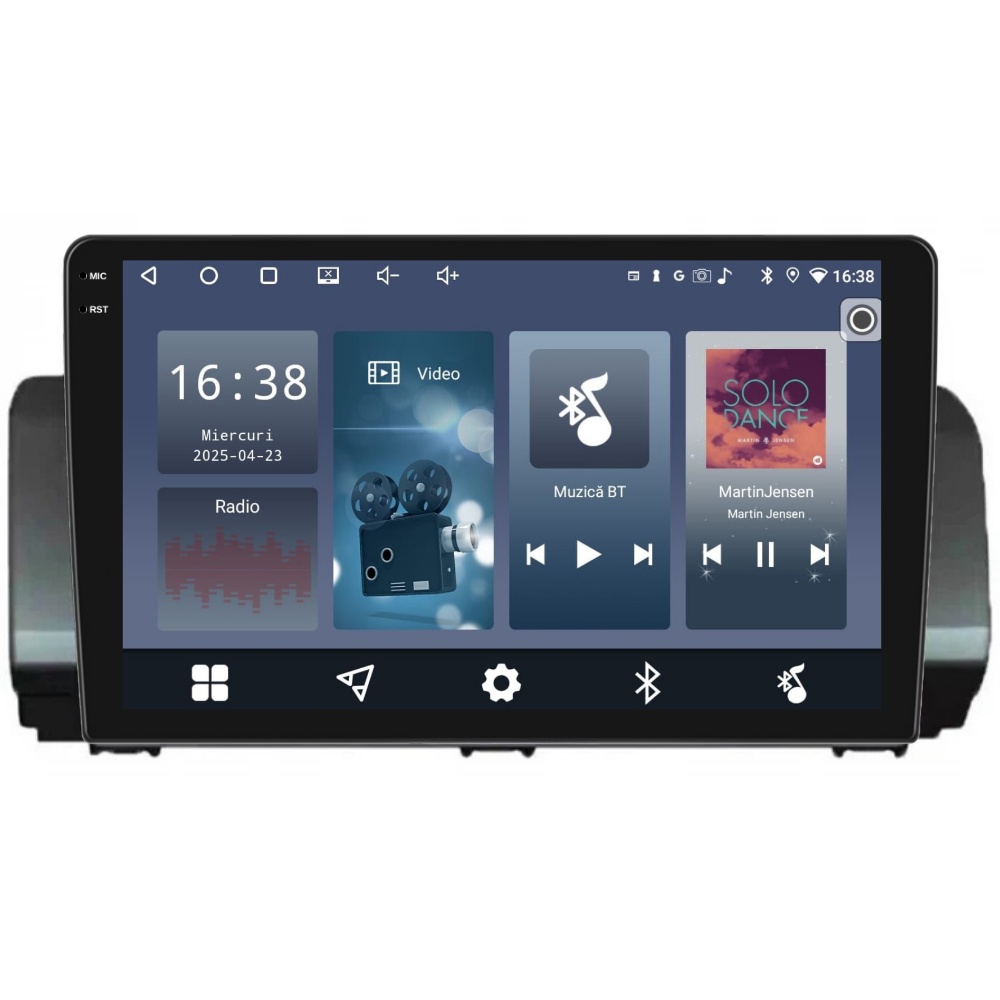 MIC
RST
16:38
16:38
Miercuri
2025-04-23
Radio
Video
Muzică BT
SOLO
DANCE
MARTIN JENSEN
MartinJensen
Martin Jensen